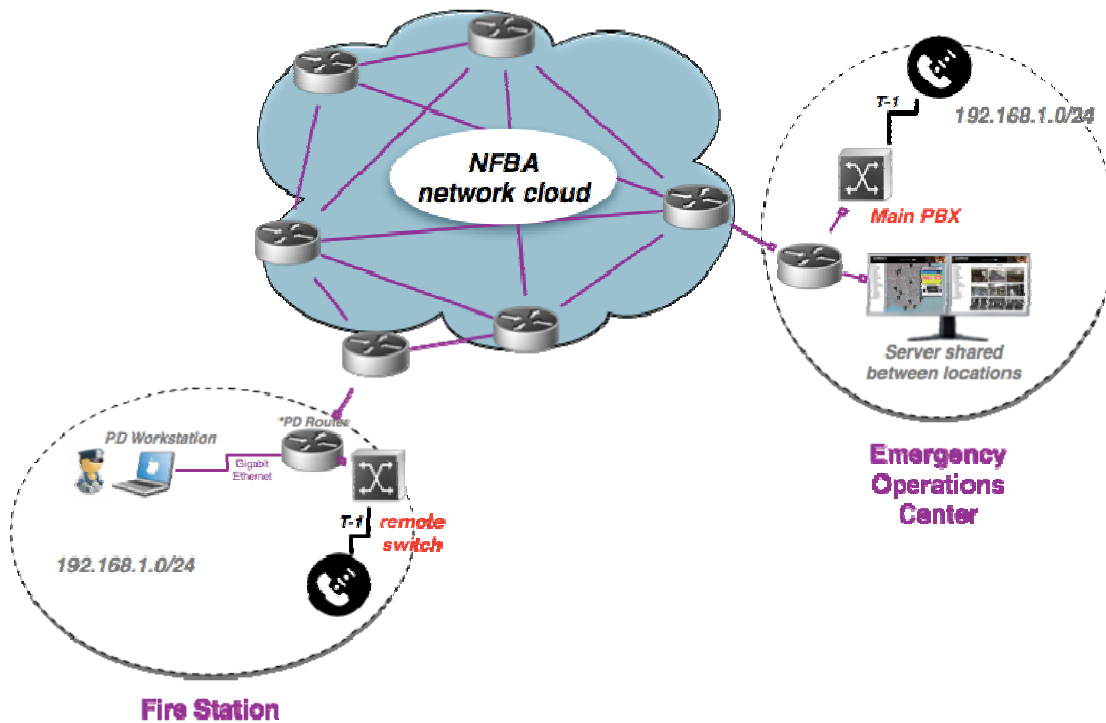 NFBA
network cloud
T-1
192.168.1.0/24
Main PBX
Server shared
between locations
Emergency
Operations
Center
*PD Router
PD Workstation
Gigabit
Ethernet
T-1
remote
switch
192.168.1.0/24
Fire Station